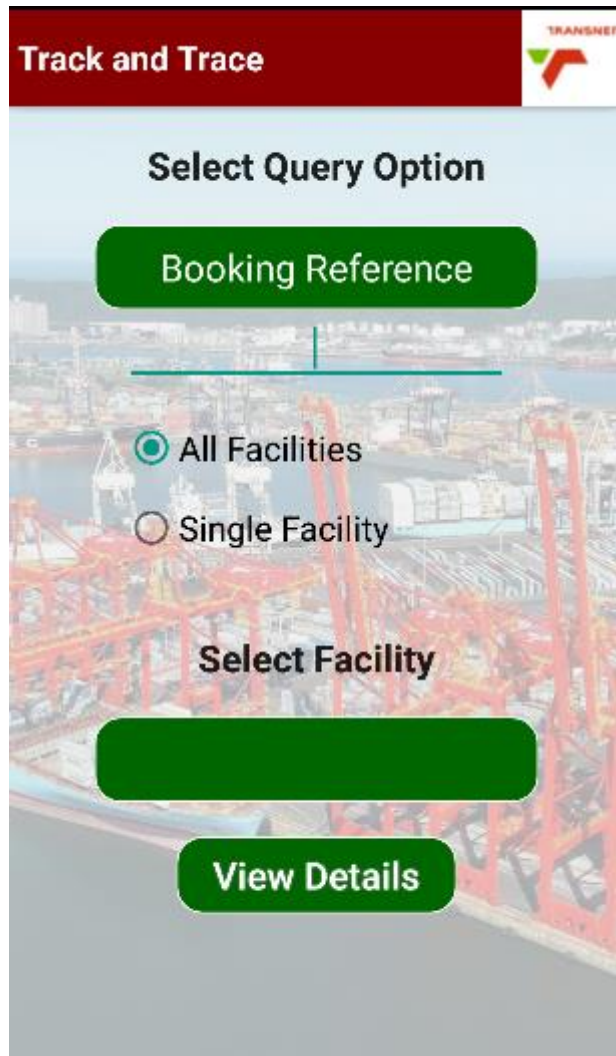 Track and Trace
TRANSNET
Select Query Option
Booking Reference
All Facilities
Single Facility
Select Facility
View Details